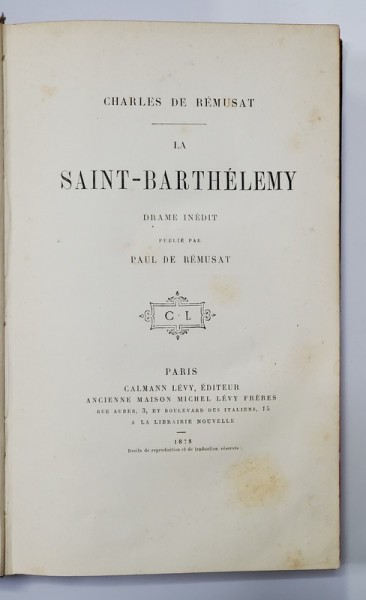 CHARLES DE RÉMUSAT
LA
SAINT-BARTHÉLEMY
DRAME INÉDIT
PUBLIÉ PAR
PAUL DE RÉMUSAT
C · L
PARIS
CALMANN LÉVY, ÉDITEUR
ANCIENNE MAISON MICHEL LÉVY FRÈRES
RUE AUBER, 3, ET BOULEVARD DES ITALIENS, 15
A LA LIBRAIRIE NOUVELLE
1878
Droits de reproduction et de traduction réservés